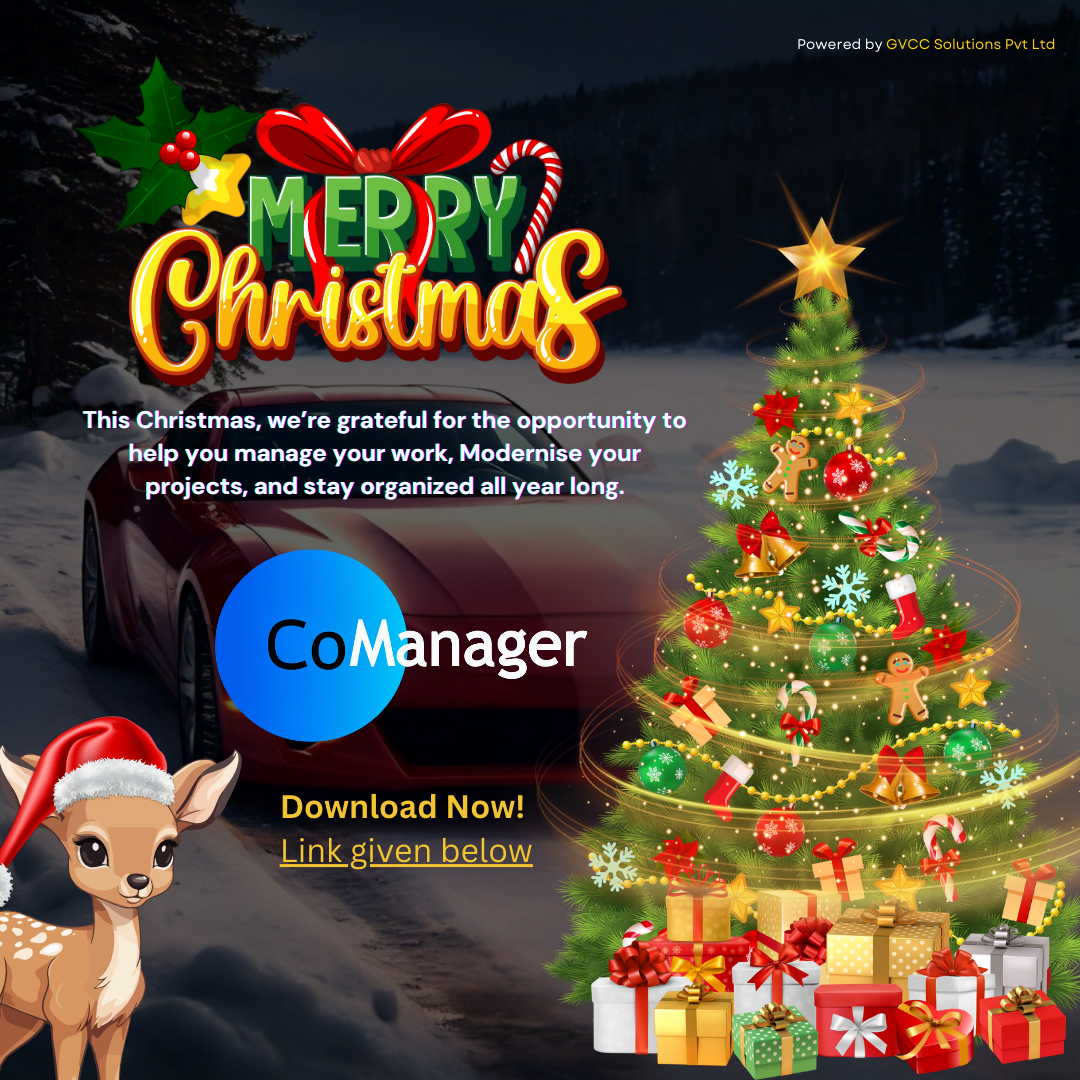 Powered by GVCC Solutions Pvt Ltd
MERRY
Christmas
This Christmas, we’re grateful for the opportunity to
help you manage your work, Modernise your
projects, and stay organized all year long.
CoManager
Download Now!
Link given below